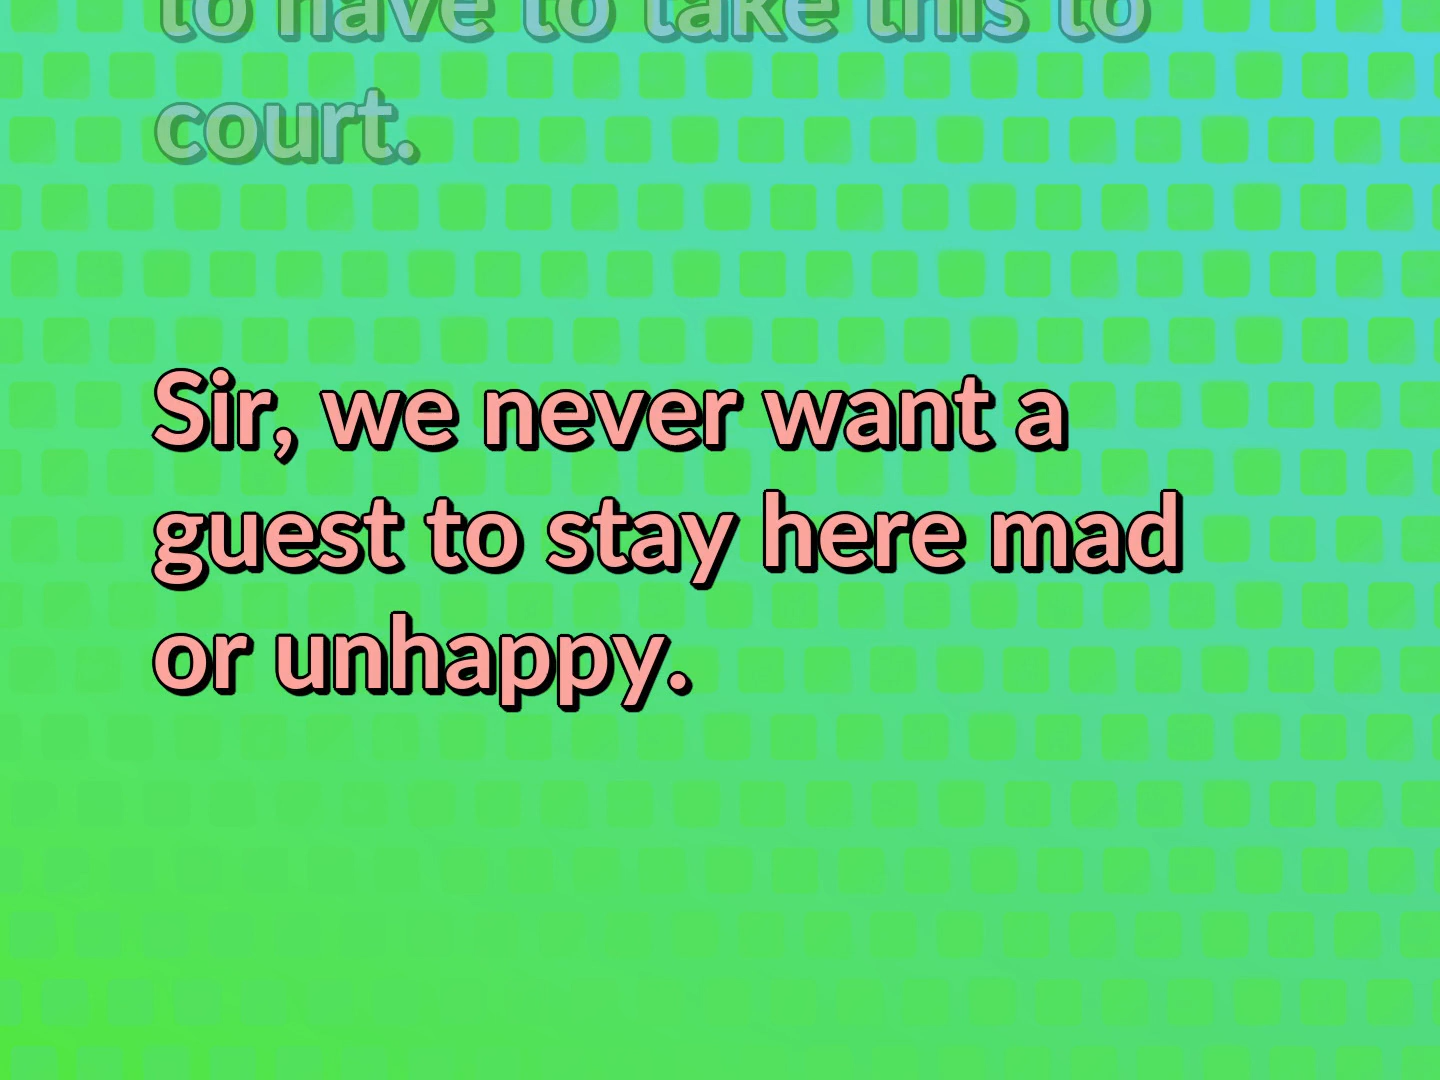 to have to take this to
court.
Sir, we never want a
guest to stay here mad
or unhappy.